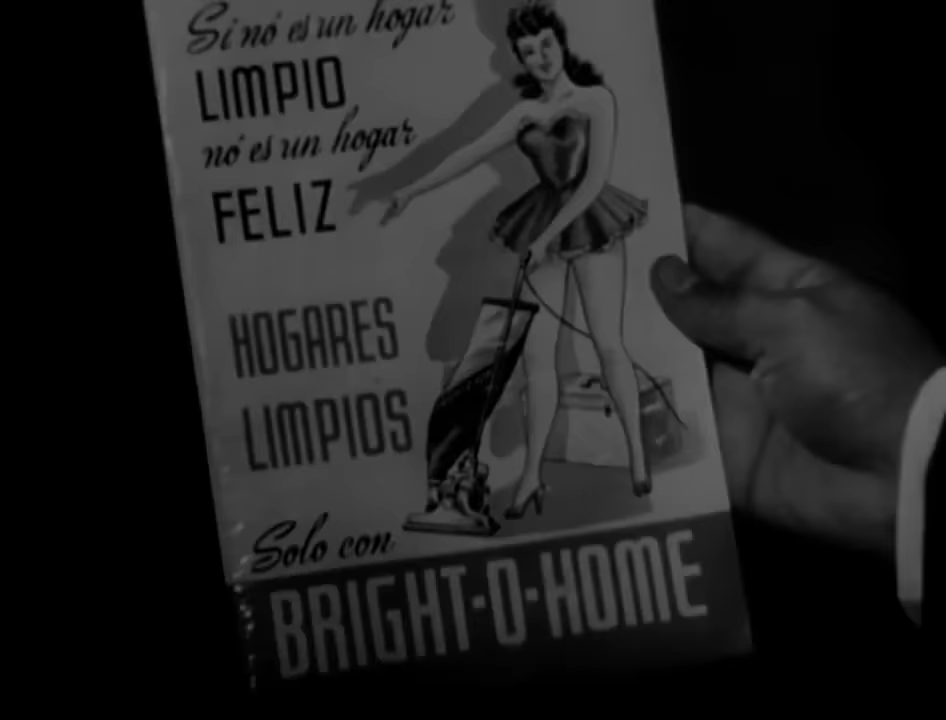 Si nó es un hogar
LIMPIO,
nó es un hogar
FELIZ
HOGARES
LIMPIOS
Solo con
BRIGHT-O-HOME